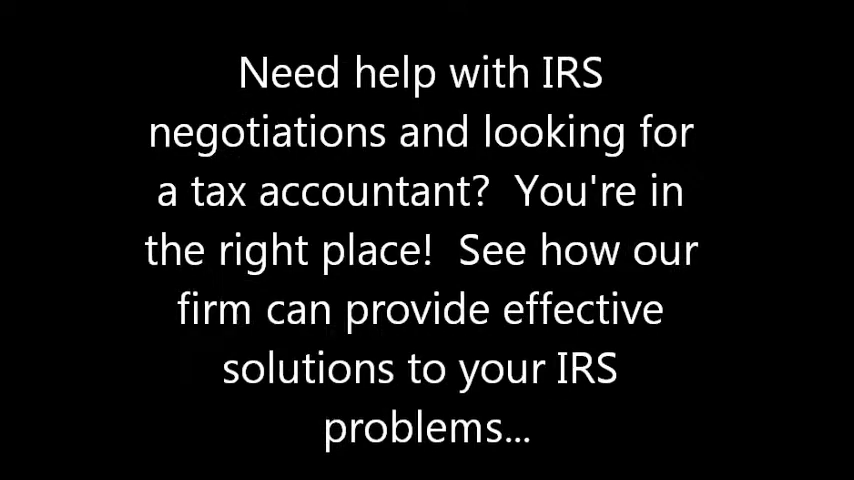 Need help with IRS
negotiations and looking for
a tax accountant?  You're in
the right place!  See how our
firm can provide effective
solutions to your IRS
problems...